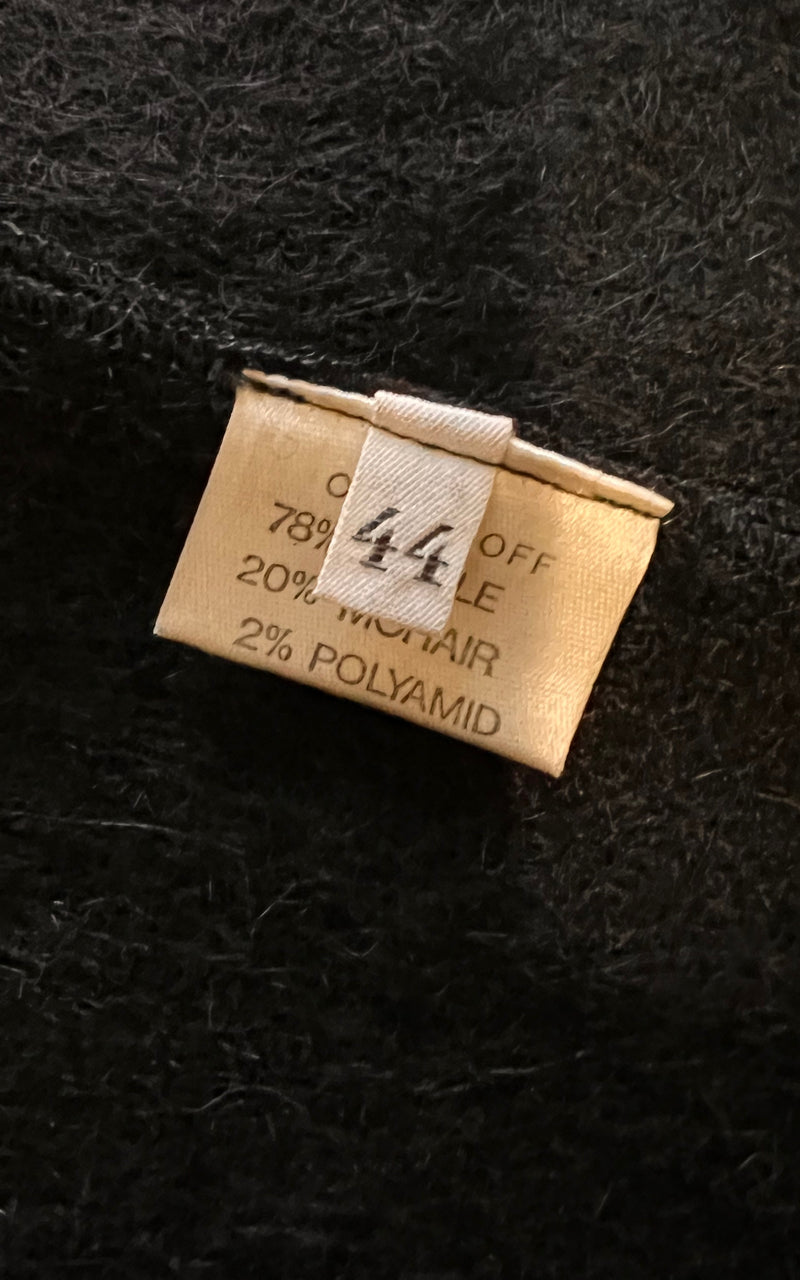 44
78%
20% MOHAIR
2% POLYAMID